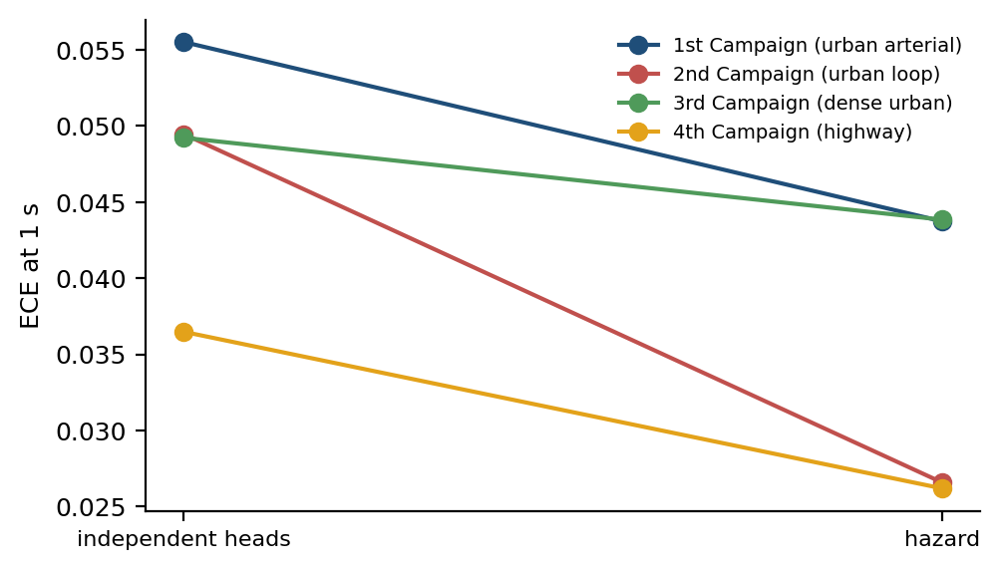 ECE at 1 s
0.055
0.050
0.045
0.040
0.035
0.030
0.025
1st Campaign (urban arterial)
2nd Campaign (urban loop)
3rd Campaign (dense urban)
4th Campaign (highway)
independent heads
hazard